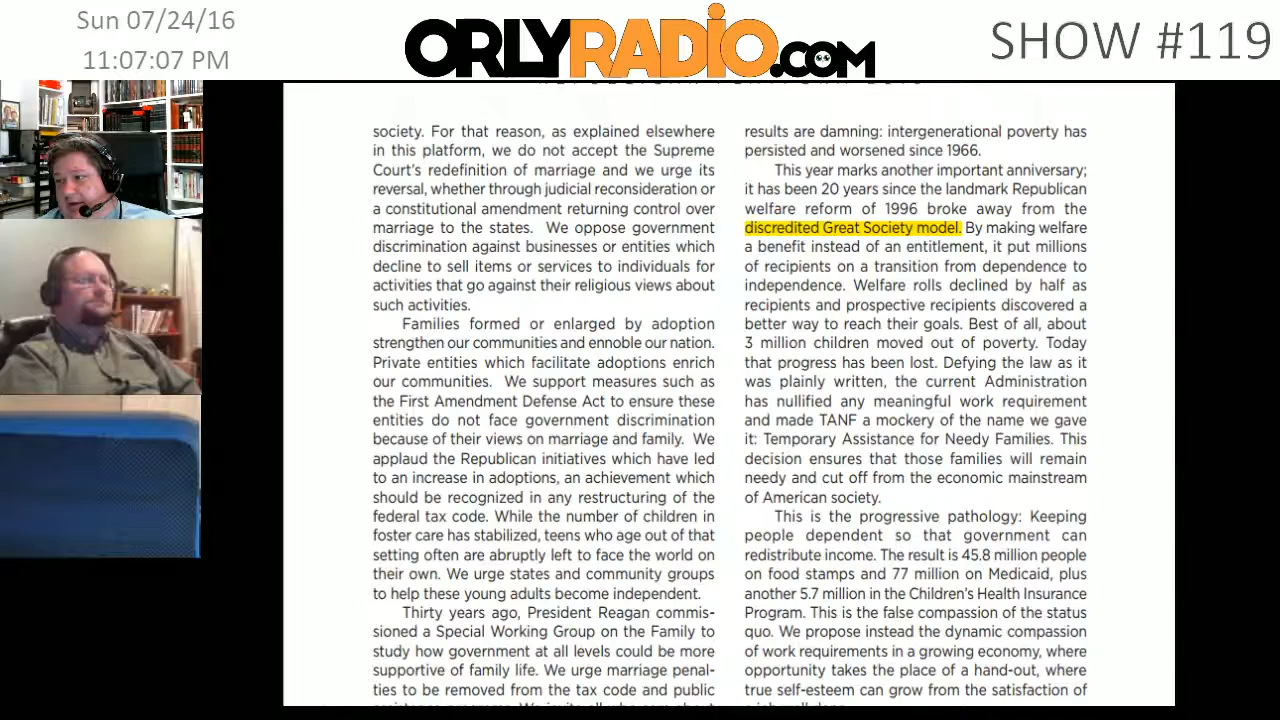 Sun 07/24/16
11:07:07 PM
ORLYRADiO.COM
SHOW #119
society. For that reason, as explained elsewhere
in this platform, we do not accept the Supreme
Court's redefinition of marriage and we urge its
reversal, whether through judicial reconsideration or
a constitutional amendment returning control over
marriage to the states. We oppose government
discrimination against businesses or entities which
decline to sell items or services to individuals for
activities that go against their religious views about
such activities.
Families formed or enlarged by adoption
strengthen our communities and ennoble our nation.
Private entities which facilitate adoptions enrich
our communities. We support measures such as
the First Amendment Defense Act to ensure these
entities do not face government discrimination
because of their views on marriage and family. We
applaud the Republican initiatives which have led
to an increase in adoptions, an achievement which
should be recognized in any restructuring of the
federal tax code. While the number of children in
foster care has stabilized, teens who age out of that
setting often are abruptly left to face the world on
their own. We urge states and community groups
to help these young adults become independent.
Thirty years ago, President Reagan commis-
sioned a Special Working Group on the Family to
study how government at all levels could be more
supportive of family life. We urge marriage penal-
ties to be removed from the tax code and public
results are damning: intergenerational poverty has
persisted and worsened since 1966.
This year marks another important anniversary;
it has been 20 years since the landmark Republican
welfare reform of 1996 broke away from the
discredited Great Society model. By making welfare
a benefit instead of an entitlement, it put millions
of recipients on a transition from dependence to
independence. Welfare rolls declined by half as
recipients and prospective recipients discovered a
better way to reach their goals. Best of all, about
3 million children moved out of poverty. Today
that progress has been lost. Defying the law as it
was plainly written, the current Administration
has nullified any meaningful work requirement
and made TANF a mockery of the name we gave
it: Temporary Assistance for Needy Families. This
decision ensures that those families will remain
needy and cut off from the economic mainstream
of American society.
This is the progressive pathology: Keeping
people dependent so that government can
redistribute income. The result is 45.8 million people
on food stamps and 77 million on Medicaid, plus
another 5.7 million in the Children's Health Insurance
Program. This is the false compassion of the status
quo. We propose instead the dynamic compassion
of work requirements in a growing economy, where
opportunity takes the place of a hand-out, where
true self-esteem can grow from the satisfaction of